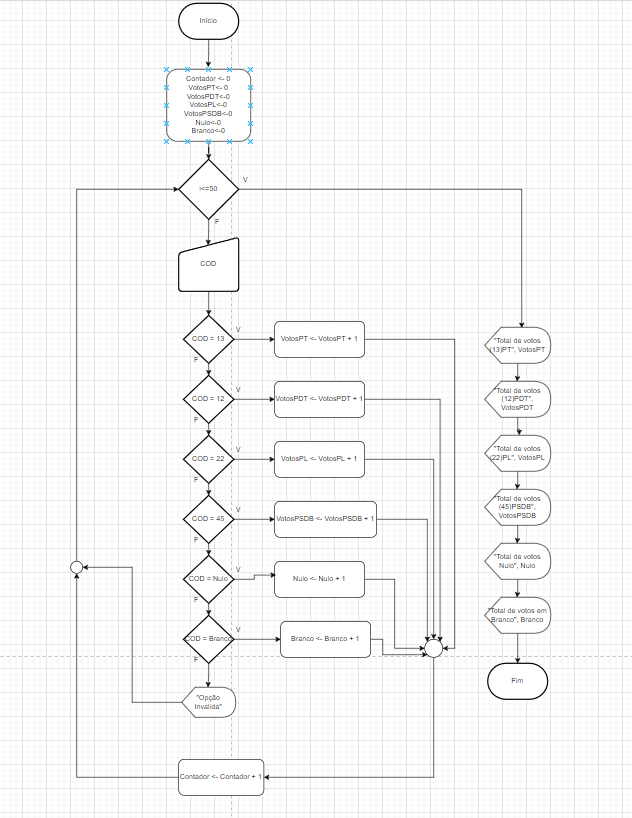 Início
Contador <- 0
VotosPT<- 0
VotosPDT<-0
VotosPL<-0
VotosPSDB<-0
Nulo<-0
Branco<-0
i<=50
V
F
COD
COD = 13
V
F
VotosPT <- VotosPT + 1
COD = 12
V
F
VotosPDT <- VotosPDT + 1
COD = 22
V
F
VotosPL <- VotosPL + 1
COD = 45
V
F
VotosPSDB <- VotosPSDB + 1
COD = Nulo
V
F
Nulo <- Nulo + 1
COD = Branco
V
F
Branco <- Branco + 1
"Opção
Invalida"
Contador <- Contador + 1
"Total de votos
(13)PT", VotosPT
"Total de votos
(12)PDT",
VotosPDT
"Total de votos
(22)PL", VotosPL
"Total de votos
(45)PSDB",
VotosPSDB
"Total de votos
Nulo", Nulo
"Total de votos em
Branco", Branco
Fim